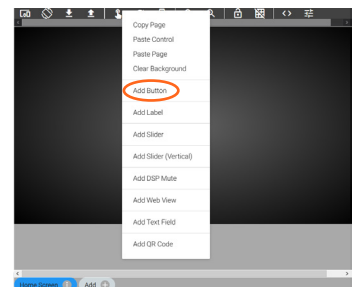 Copy Page
Paste Control
Paste Page
Clear Background
Add Button
Add Label
Add Slider
Add Slider (Vertical)
Add DSP Mute
Add Web View
Add Text Field
Add QR Code
Home Screen
Add